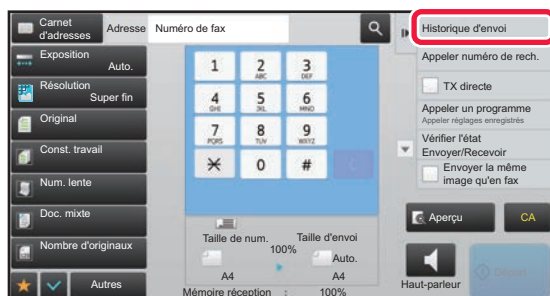 Carnet
d'adresses
Adresse
Numéro de fax
Historique d'envoi
Exposition
Auto.
Résolution
Super fin
Original
Const. travail
Num. lente
Doc. mixte
Nombre d'originaux
Autres
1
2
ABC
3
DEF
4
GHI
5
JKL
6
MNO
7
PQRS
8
TUV
9
WXYZ
0
#
C
Appeler numéro de rech.
TX directe
Appeler un programme
Appeler réglages enregistrés
Vérifier l'état
Envoyer/Recevoir
Envoyer la même
image qu'en fax
Aperçu
CA
Taille de num.
100%
Taille d'envoi
Auto.
A4
A4
Mémoire réception : 100%
Haut-parleur
Départ